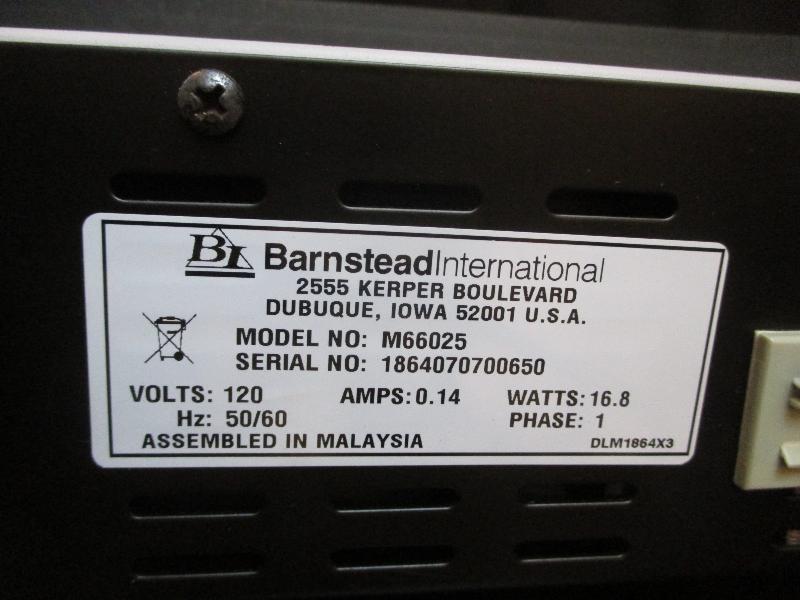 BI BarnsteadInternational
2555 KERPER BOULEVARD
DUBUQUE, IOWA 52001 U.S.A.
MODEL NO: M66025
SERIAL NO: 1864070700650
VOLTS: 120 AMPS: 0.14 WATTS: 16.8
Hz: 50/60 PHASE: 1
ASSEMBLED IN MALAYSIA DLM1864X3